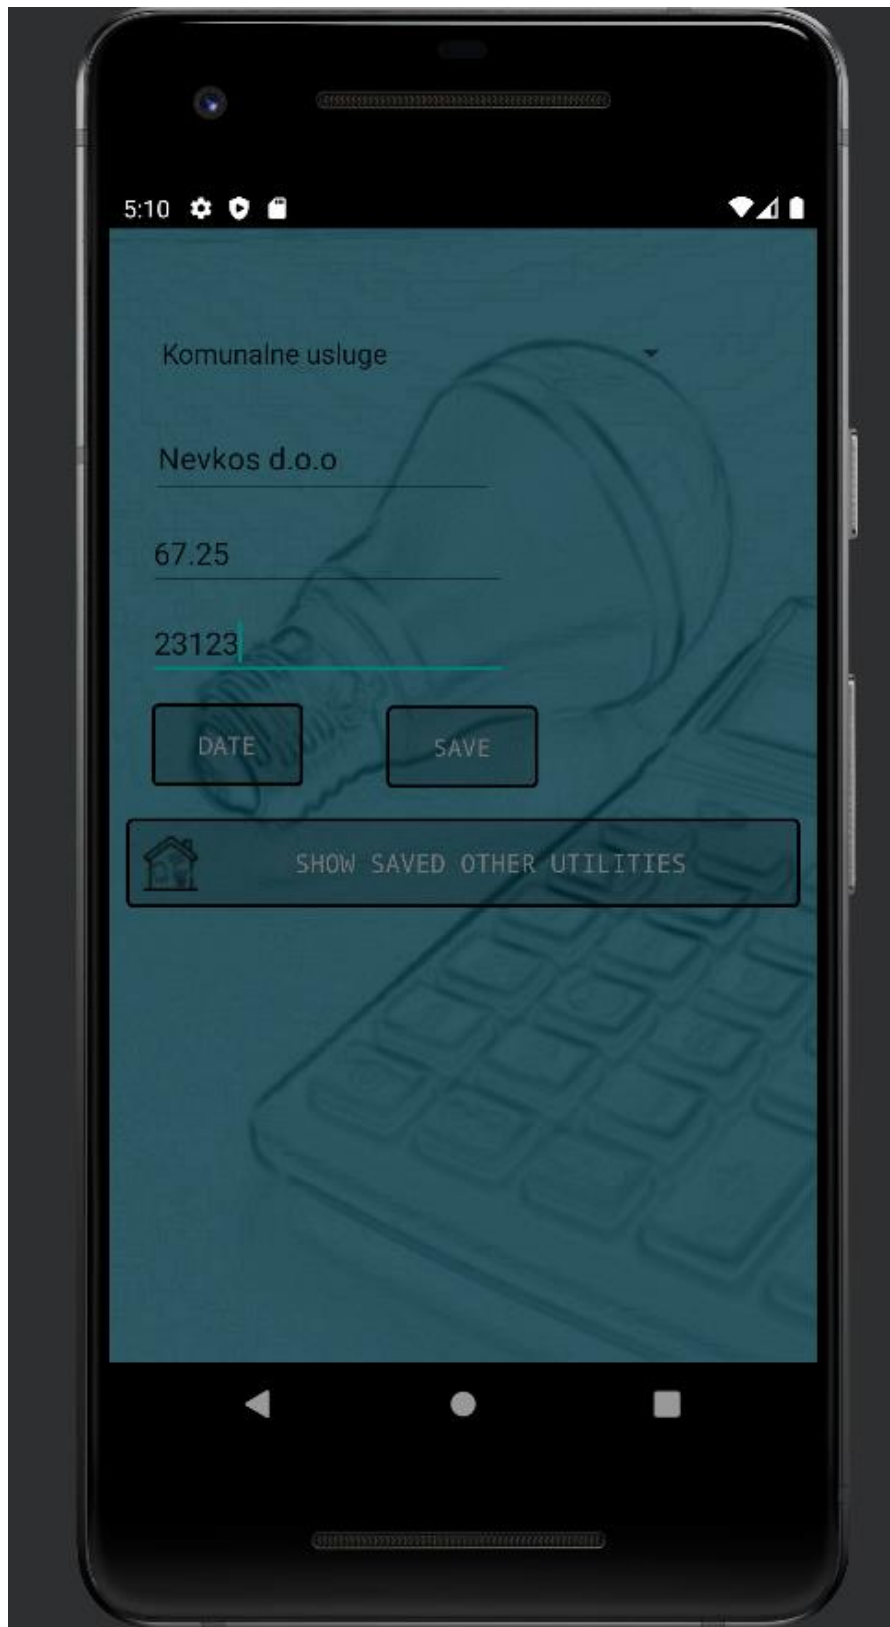 5:10
Komunalne usluge
Nevkos d.o.o
67.25
23123
DATE
SAVE
SHOW SAVED OTHER UTILITIES